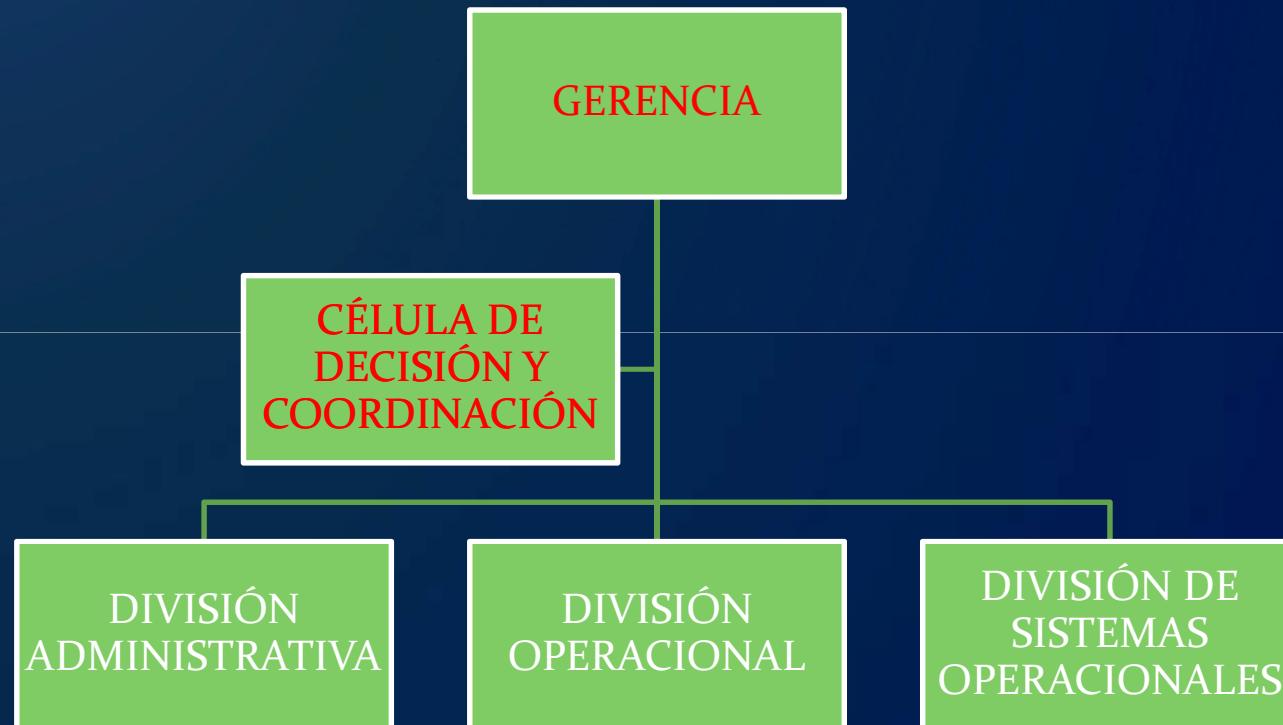 GERENCIA
CÉLULA DE
DECISIÓN Y
COORDINACIÓN
DIVISIÓN
ADMINISTRATIVA
DIVISIÓN
OPERACIONAL
DIVISIÓN DE
SISTEMAS
OPERACIONALES